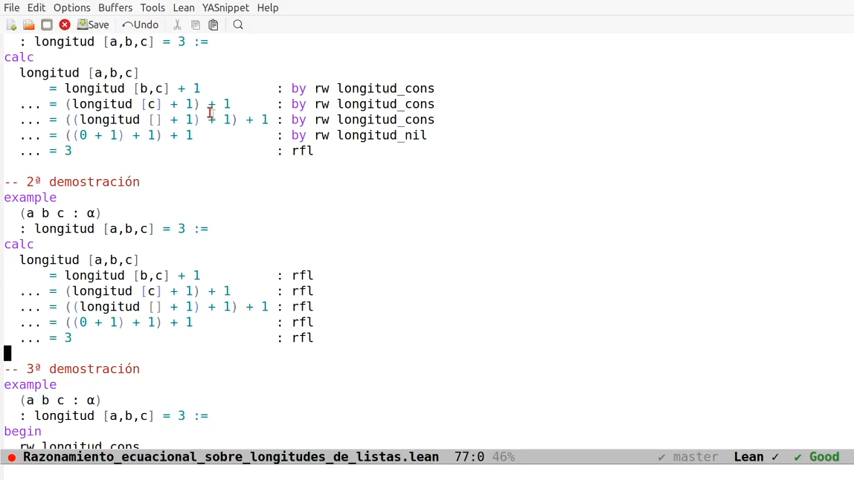 File Edit Options Buffers Tools Lean YASnippet Help
Save Undo
: longitud [a,b,c] = 3 :=
calc
longitud [a,b,c]
= longitud [b,c] + 1 : by rw longitud_cons
... = (longitud [c] + 1) + 1 : by rw longitud_cons
... = ((longitud [] + 1) + 1) + 1 : by rw longitud_cons
... = ((0 + 1) + 1) + 1 : by rw longitud_nil
... = 3 : rfl
-- 2ª demostración
example
(a b c : α)
: longitud [a,b,c] = 3 :=
calc
longitud [a,b,c]
= longitud [b,c] + 1 : rfl
... = (longitud [c] + 1) + 1 : rfl
... = ((longitud [] + 1) + 1) + 1 : rfl
... = ((0 + 1) + 1) + 1 : rfl
... = 3 : rfl
-- 3ª demostración
example
(a b c : α)
: longitud [a,b,c] = 3 :=
begin
rw longitud_cons
Razonamiento_ecuacional_sobre_longitudes_de_listas.lean 77:0 46% ✓ master Lean ✓ ✓ Good